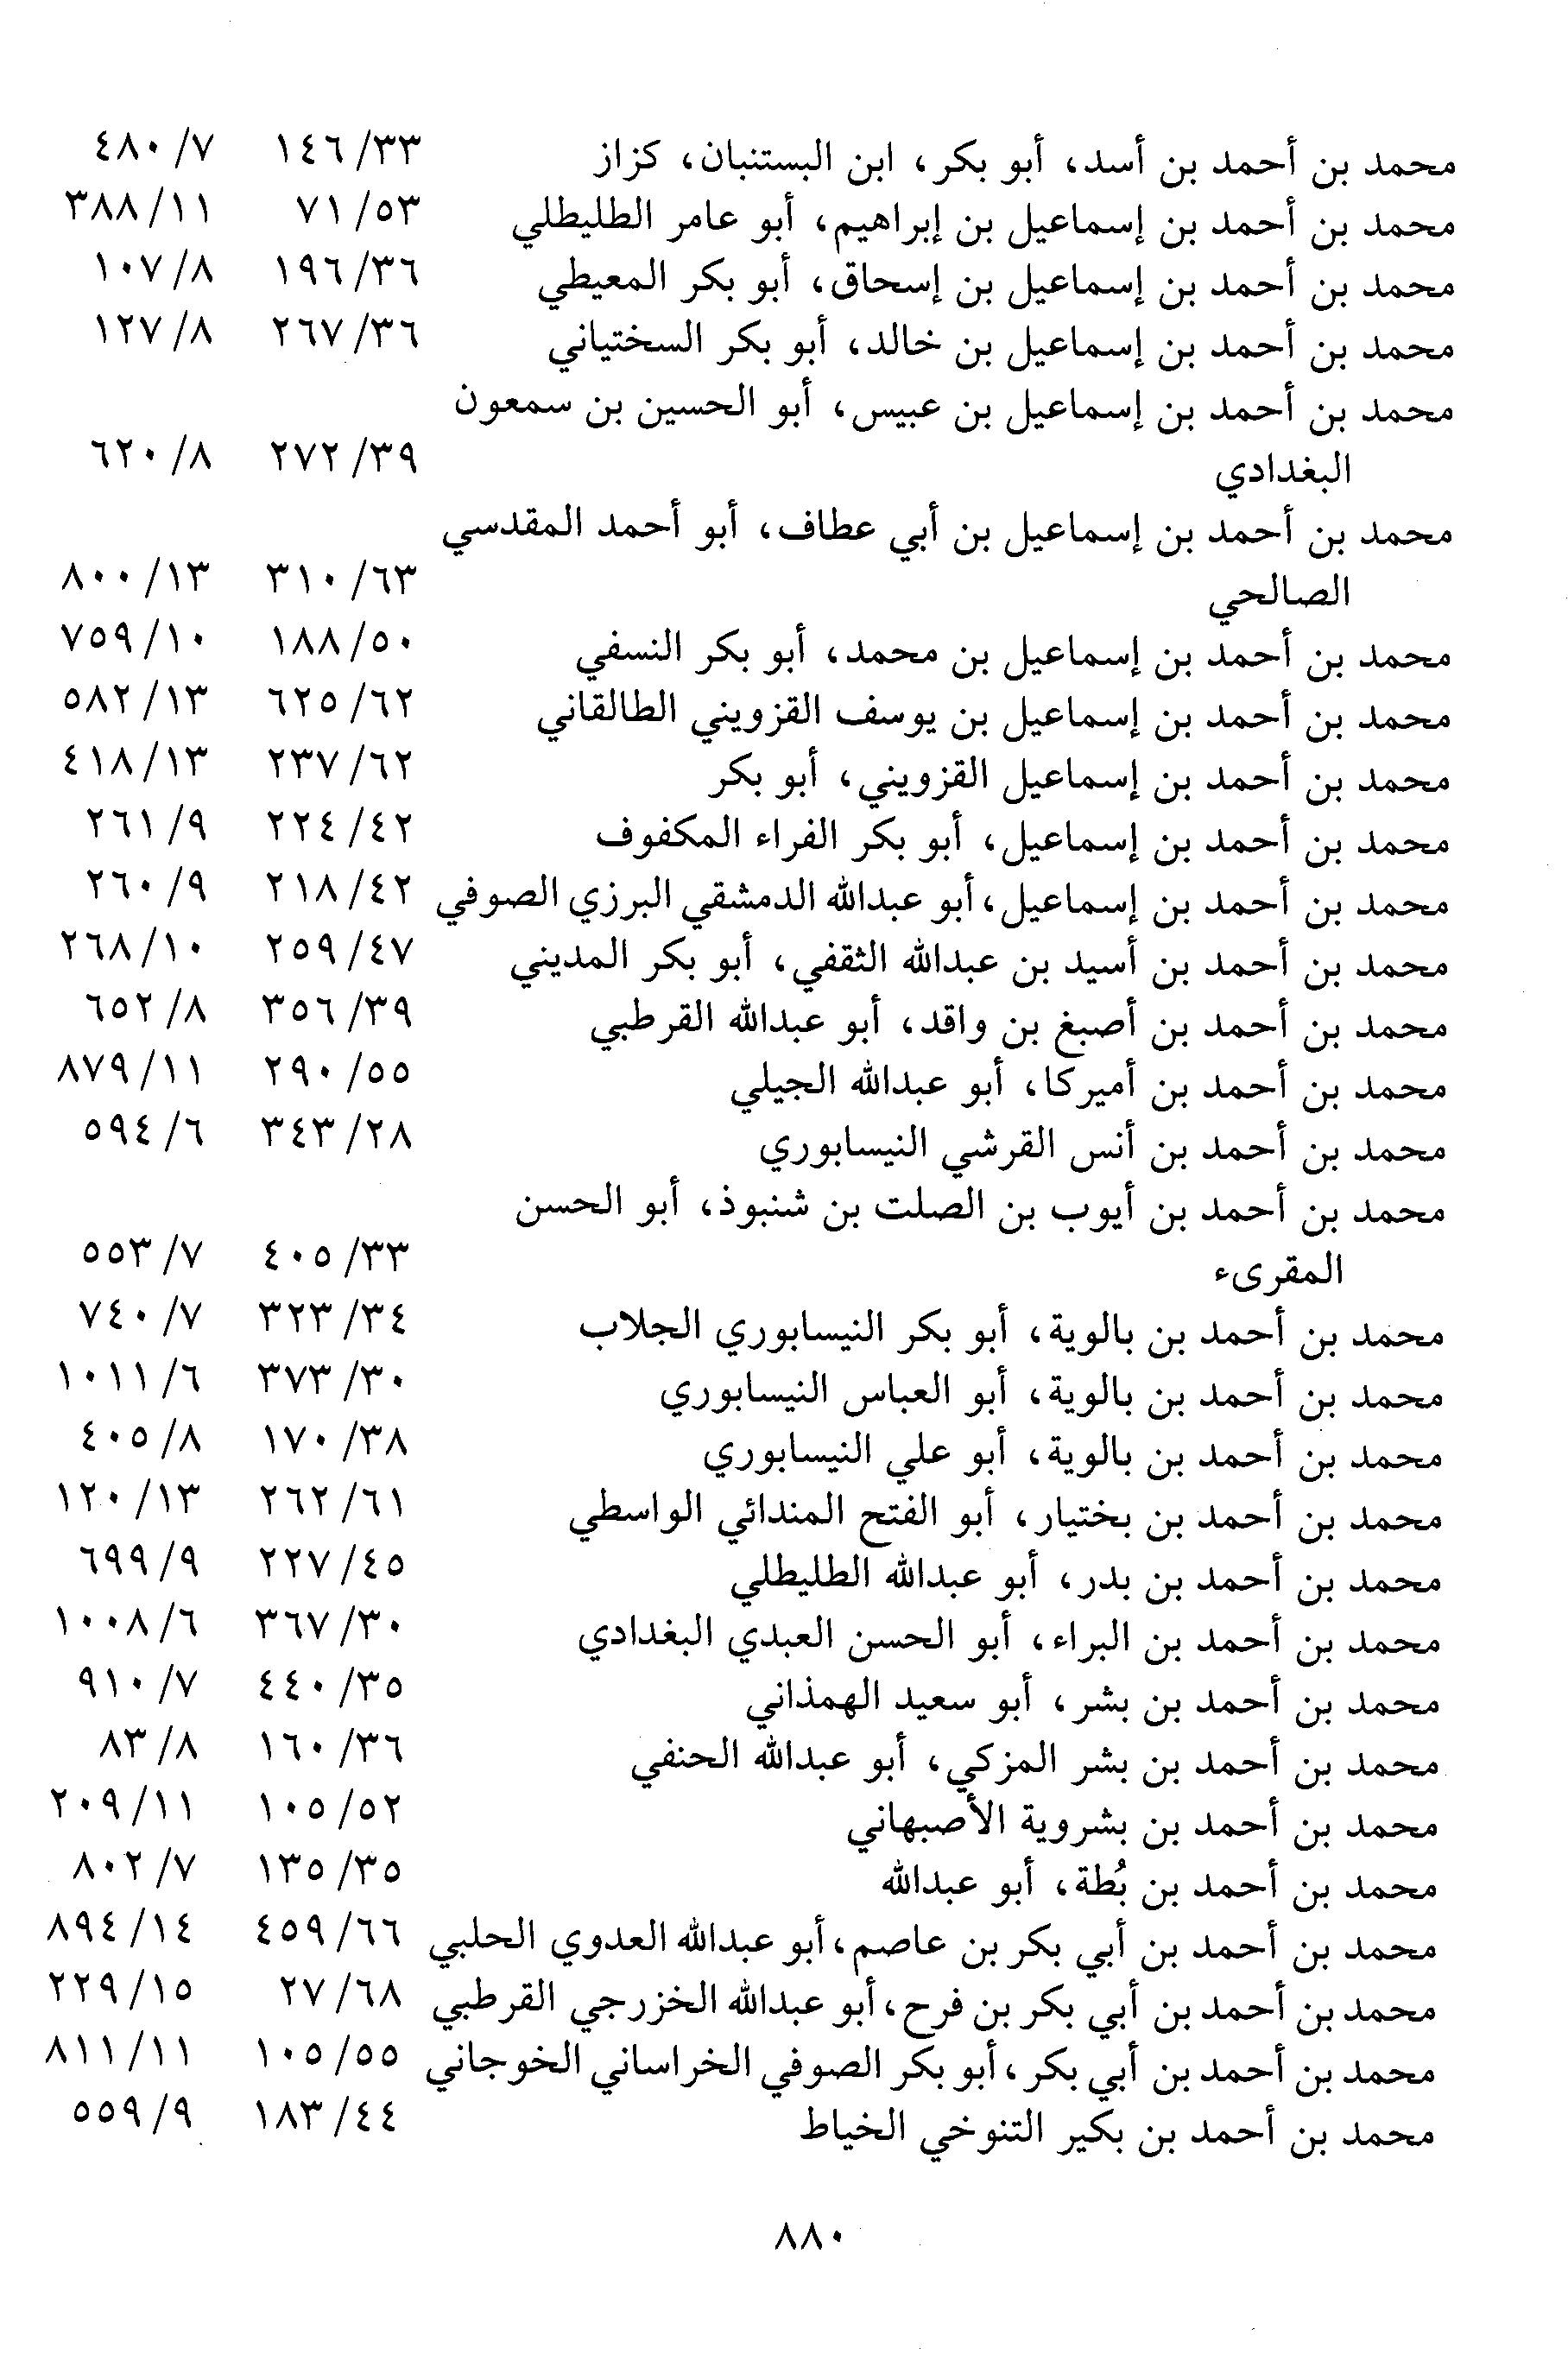 محمد بن أحمد بن أسد، أبو بكر، ابن البستنبان، كزاز ٣٣/ ١٤٦ ٧/ ٤٨٠
محمد بن أحمد بن إسماعيل بن إبراهيم، أبو عامر الطليطلي ٥٣/ ٧١ ١١/ ٣٨٨
محمد بن أحمد بن إسماعيل بن إسحاق، أبو بكر المعيطي ٣٦/ ١٩٦ ٨/ ١٠٧
محمد بن أحمد بن إسماعيل بن خالد، أبو بكر السختياني ٣٦/ ٢٦٧ ٨/ ١٢٧
محمد بن أحمد بن إسماعيل بن عبيس، أبو الحسين بن سمعون
البغدادي ٣٩/ ٢٧٢ ٨/ ٦٢٠
محمد بن أحمد بن إسماعيل بن أبي عطاف، أبو أحمد المقدسي
الصالحي ٦٣/ ٣١٠ ١٣/ ٨٠٠
محمد بن أحمد بن إسماعيل بن محمد، أبو بكر النسفي ٥٠/ ١٨٨ ١٠/ ٧٥٩
محمد بن أحمد بن إسماعيل بن يوسف القزويني الطالقاني ٦٢/ ٦٢٥ ١٣/ ٥٨٢
محمد بن أحمد بن إسماعيل القزويني، أبو بكر ٦٢/ ٢٣٧ ١٣/ ٤١٨
محمد بن أحمد بن إسماعيل، أبو بكر الفراء المكفوف ٤٢/ ٢٢٤ ٩/ ٢٦١
محمد بن أحمد بن إسماعيل، أبو عبدالله الدمشقي البرزي الصوفي ٤٢/ ٢١٨ ٩/ ٢٦٠
محمد بن أحمد بن أسيد بن عبدالله الثقفي، أبو بكر المديني ٤٧/ ٢٥٩ ١٠/ ٢٦٨
محمد بن أحمد بن أصبغ بن واقد، أبو عبدالله القرطبي ٣٩/ ٣٥٦ ٨/ ٦٥٢
محمد بن أحمد بن أميركا، أبو عبدالله الجيلي ٥٥/ ٢٩٠ ١١/ ٨٧٩
محمد بن أحمد بن أنس القرشي النيسابوري ٢٨/ ٣٤٣ ٦/ ٥٩٤
محمد بن أحمد بن أيوب بن الصلت بن شنبوذ، أبو الحسن
المقرىء ٣٣/ ٤٠٥ ٧/ ٥٥٣
محمد بن أحمد بن بالوية، أبو بكر النيسابوري الجلاب ٣٤/ ٣٢٣ ٧/ ٧٤٠
محمد بن أحمد بن بالوية، أبو العباس النيسابوري ٣٠/ ٣٧٣ ٦/ ١٠١١
محمد بن أحمد بن بالوية، أبو علي النيسابوري ٣٨/ ١٧٠ ٨/ ٤٠٥
محمد بن أحمد بن بختيار، أبو الفتح المندائي الواسطي ٦١/ ٢٦٢ ١٣/ ١٢٠
محمد بن أحمد بن بدر، أبو عبدالله الطليطلي ٤٥/ ٢٢٧ ٩/ ٦٩٩
محمد بن أحمد بن البراء، أبو الحسن العبدي البغدادي ٣٠/ ٣٦٧ ٦/ ١٠٠٨
محمد بن أحمد بن بشر، أبو سعيد الهمذاني ٣٥/ ٤٤٠ ٧/ ٩١٠
محمد بن أحمد بن بشر المزكي، أبو عبدالله الحنفي ٣٦/ ١٦٠ ٨/ ٨٣
محمد بن أحمد بن بشروية الأصبهاني ٥٢/ ١٠٥ ١١/ ٢٠٩
محمد بن أحمد بن بُطة، أبو عبدالله ٣٥/ ١٣٥ ٧/ ٨٠٢
محمد بن أحمد بن أبي بكر بن عاصم، أبو عبدالله العدوي الحلبي ٦٦/ ٤٥٩ ١٤/ ٨٩٤
محمد بن أحمد بن أبي بكر بن فرح، أبو عبدالله الخزرجي القرطبي ٦٨/ ٢٧ ١٥/ ٢٢٩
محمد بن أحمد بن أبي بكر، أبو بكر الصوفي الخراساني الخوجاني ٥٥/ ١٠٥ ١١/ ٨١١
محمد بن أحمد بن بكير التنوخي الخياط ٤٤/ ١٨٣ ٩/ ٥٥٩
٨٨٠